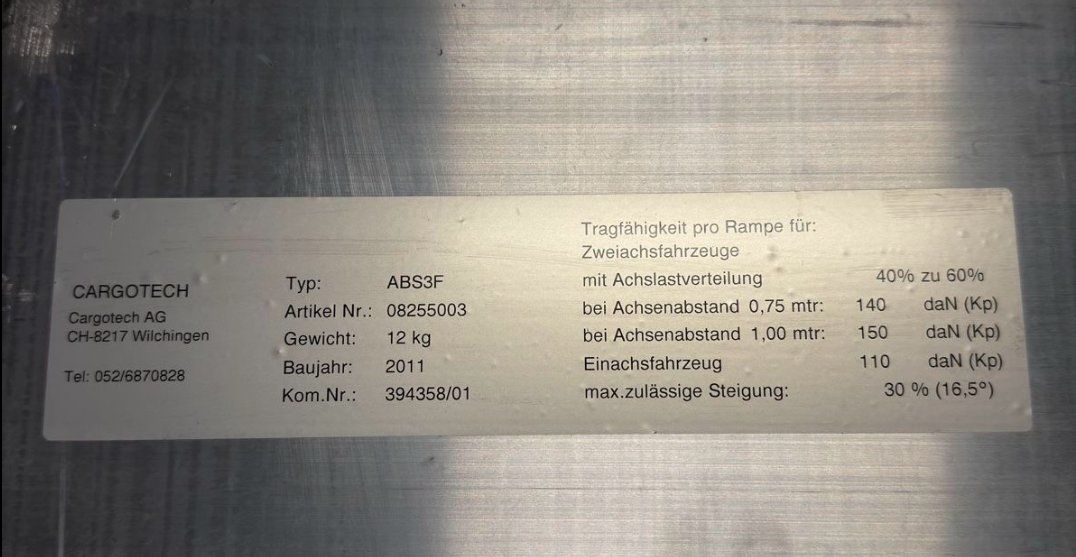 CARGOTECH
Cargotech AG
CH-8217 Wilchingen
Tel: 052/6870828
Typ: ABS3F
Artikel Nr.: 08255003
Gewicht: 12 kg
Baujahr: 2011
Kom.Nr.: 394358/01
Tragfähigkeit pro Rampe für:
Zweiachsfahrzeuge
mit Achslastverteilung 40% zu 60%
bei Achsenabstand 0,75 mtr: 140 daN (Kp)
bei Achsenabstand 1,00 mtr: 150 daN (Kp)
Einachsfahrzeug 110 daN (Kp)
max.zulässige Steigung: 30 % (16,5°)